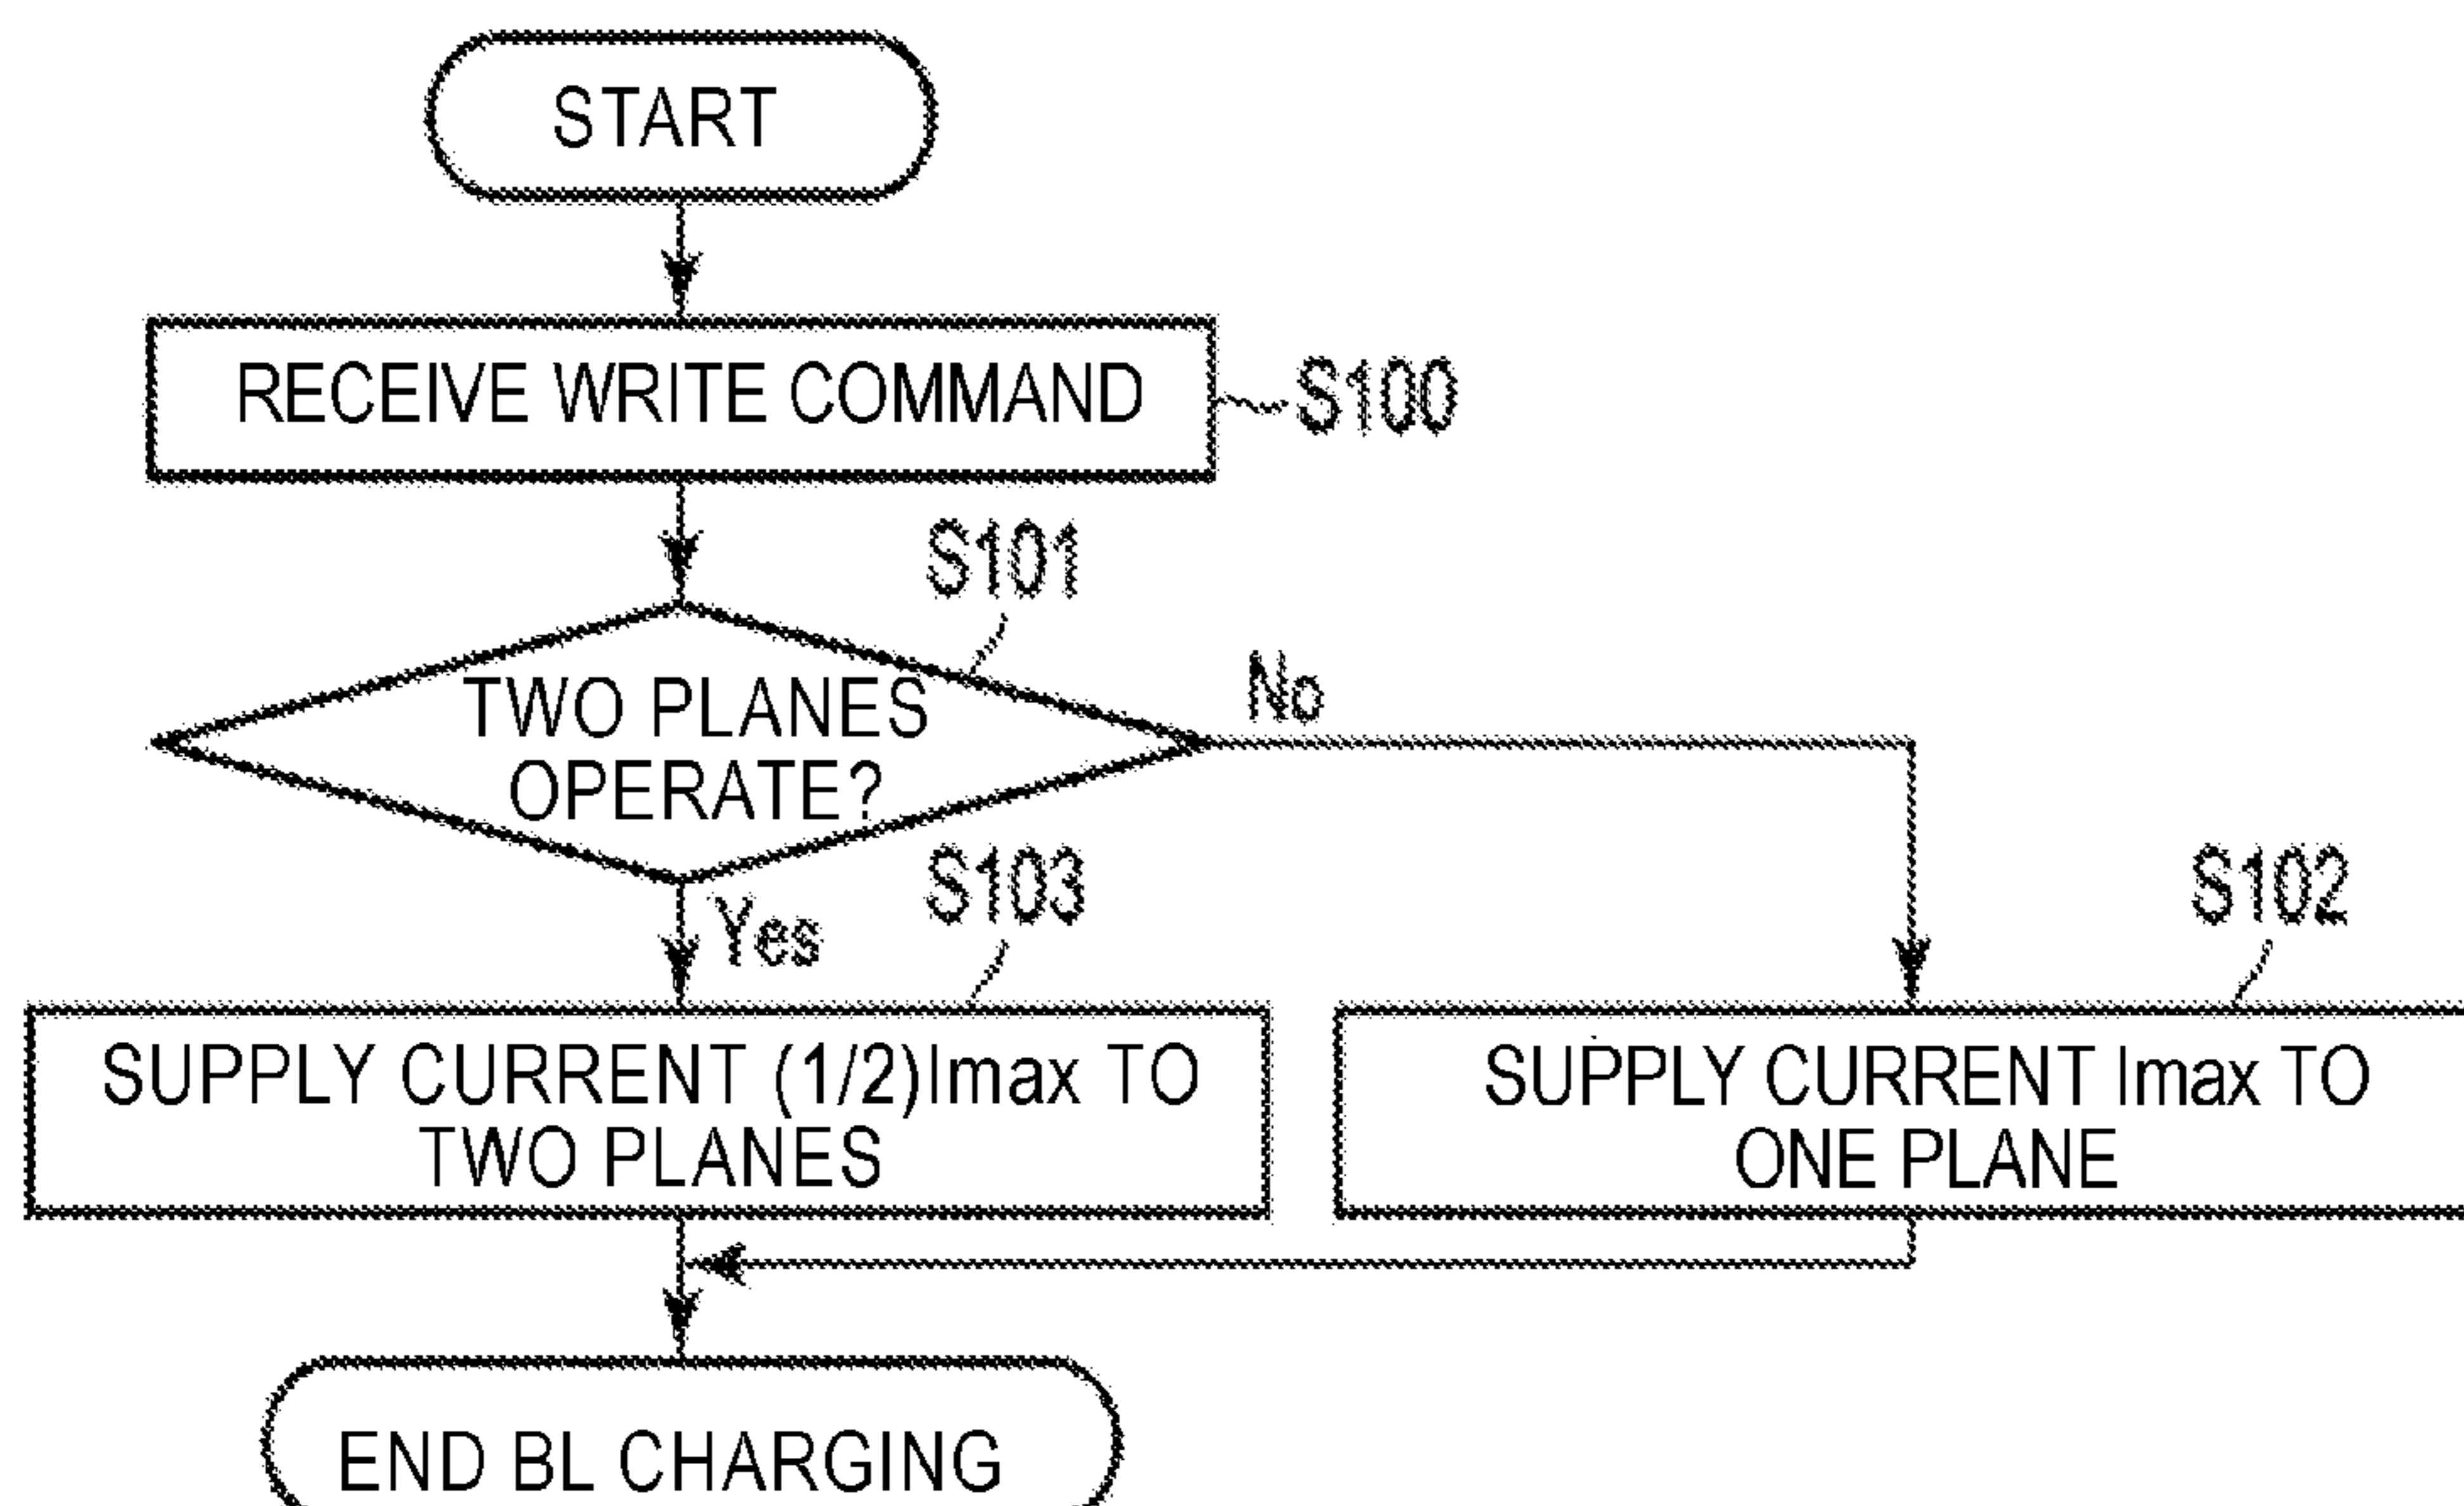 START
RECEIVE WRITE COMMAND
S100
S101
TWO PLANES
OPERATE?
No
Yes
S103
S102
SUPPLY CURRENT (1/2)Imax TO
TWO PLANES
SUPPLY CURRENT Imax TO
ONE PLANE
END BL CHARGING